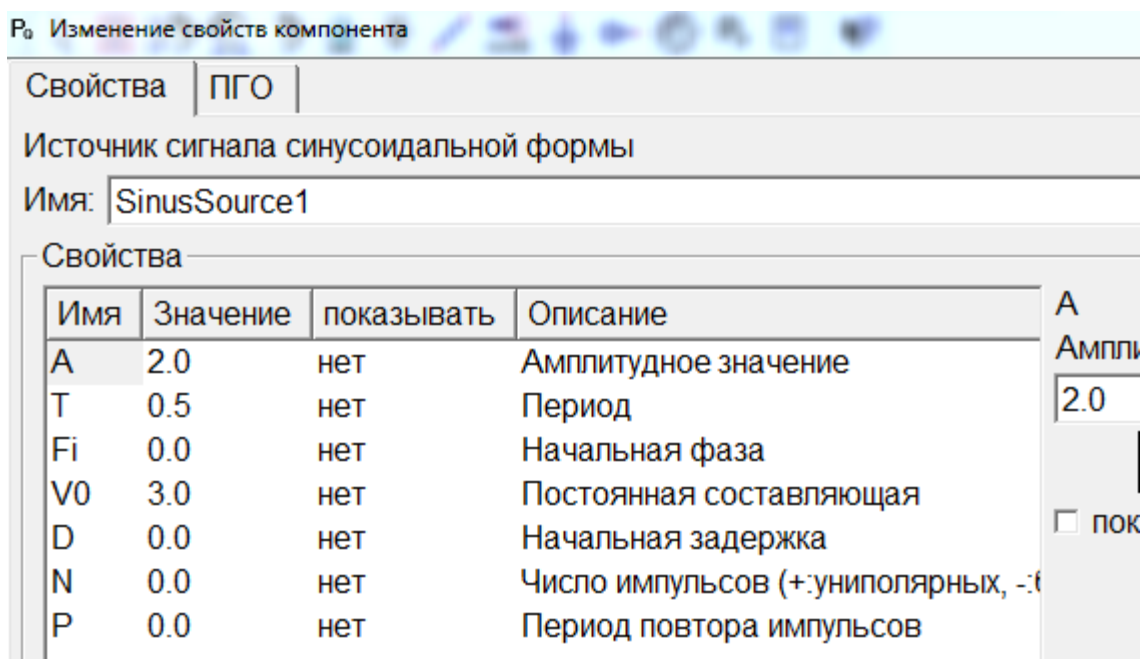 Изменение свойств компонента
Свойства ПГО
Источник сигнала синусоидальной формы
Имя: SinusSource1
Свойства
Имя Значение показывать Описание
A 2.0 нет Амплитудное значение
T 0.5 нет Период
Fi 0.0 нет Начальная фаза
V0 3.0 нет Постоянная составляющая
D 0.0 нет Начальная задержка
N 0.0 нет Число импульсов (+:униполярных, -:
P 0.0 нет Период повтора импульсов
A
Ампли
2.0
пок